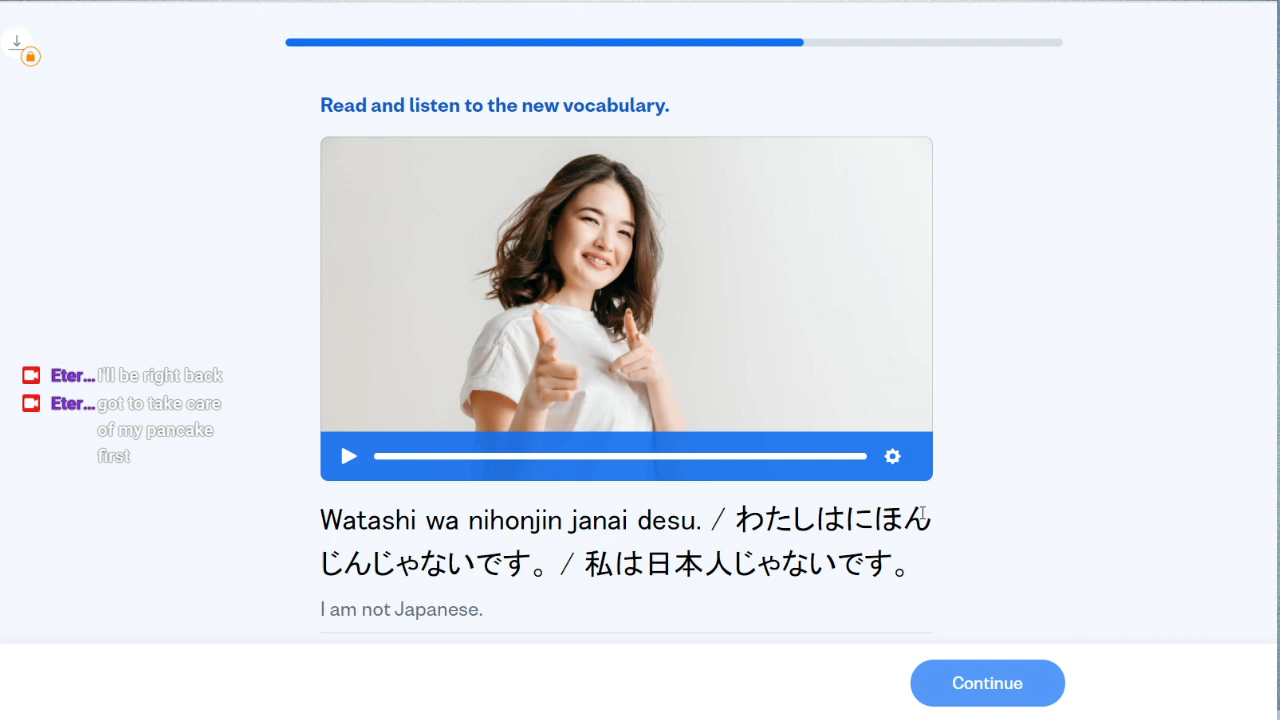 Read and listen to the new vocabulary.
Eter... I'll be right back
Eter... got to take care
of my pancake
first
Watashi wa nihonjin janai desu. / わたしはにほん
じんじゃないです。/ 私は日本人じゃないです。
I am not Japanese.
Continue